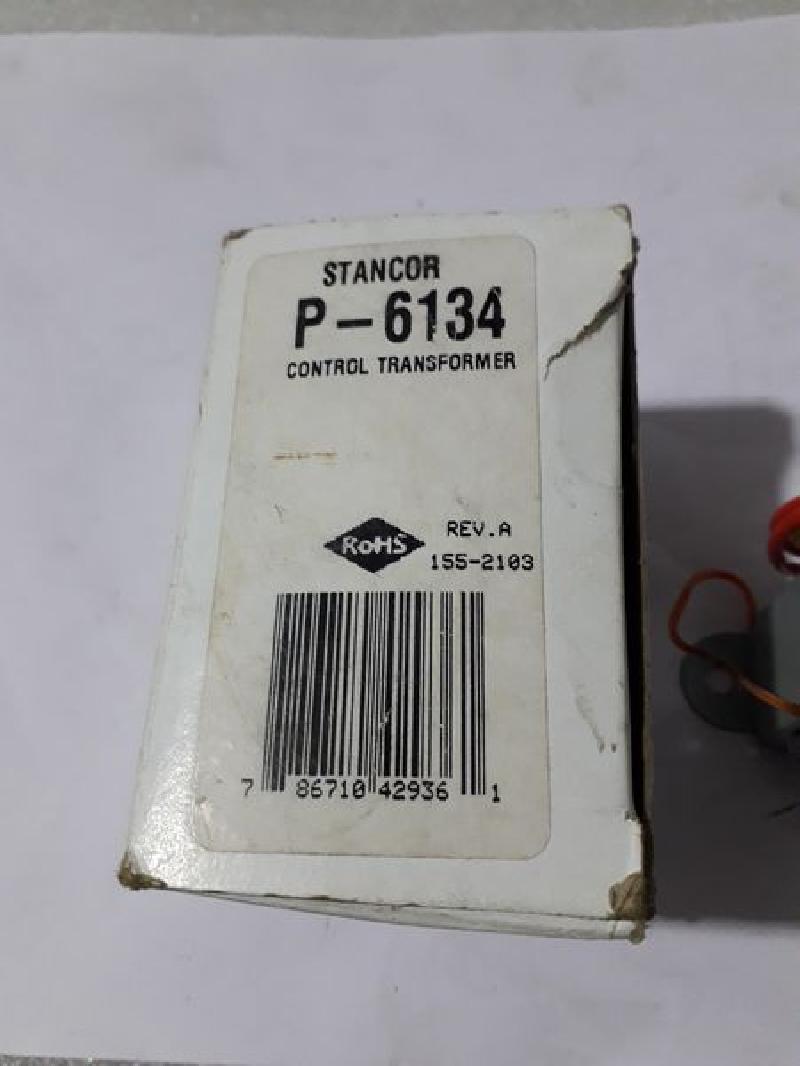 STANCOR
P-6134
CONTROL TRANSFORMER
RoHS
REV.A
155-2103
7 86710 42936 1